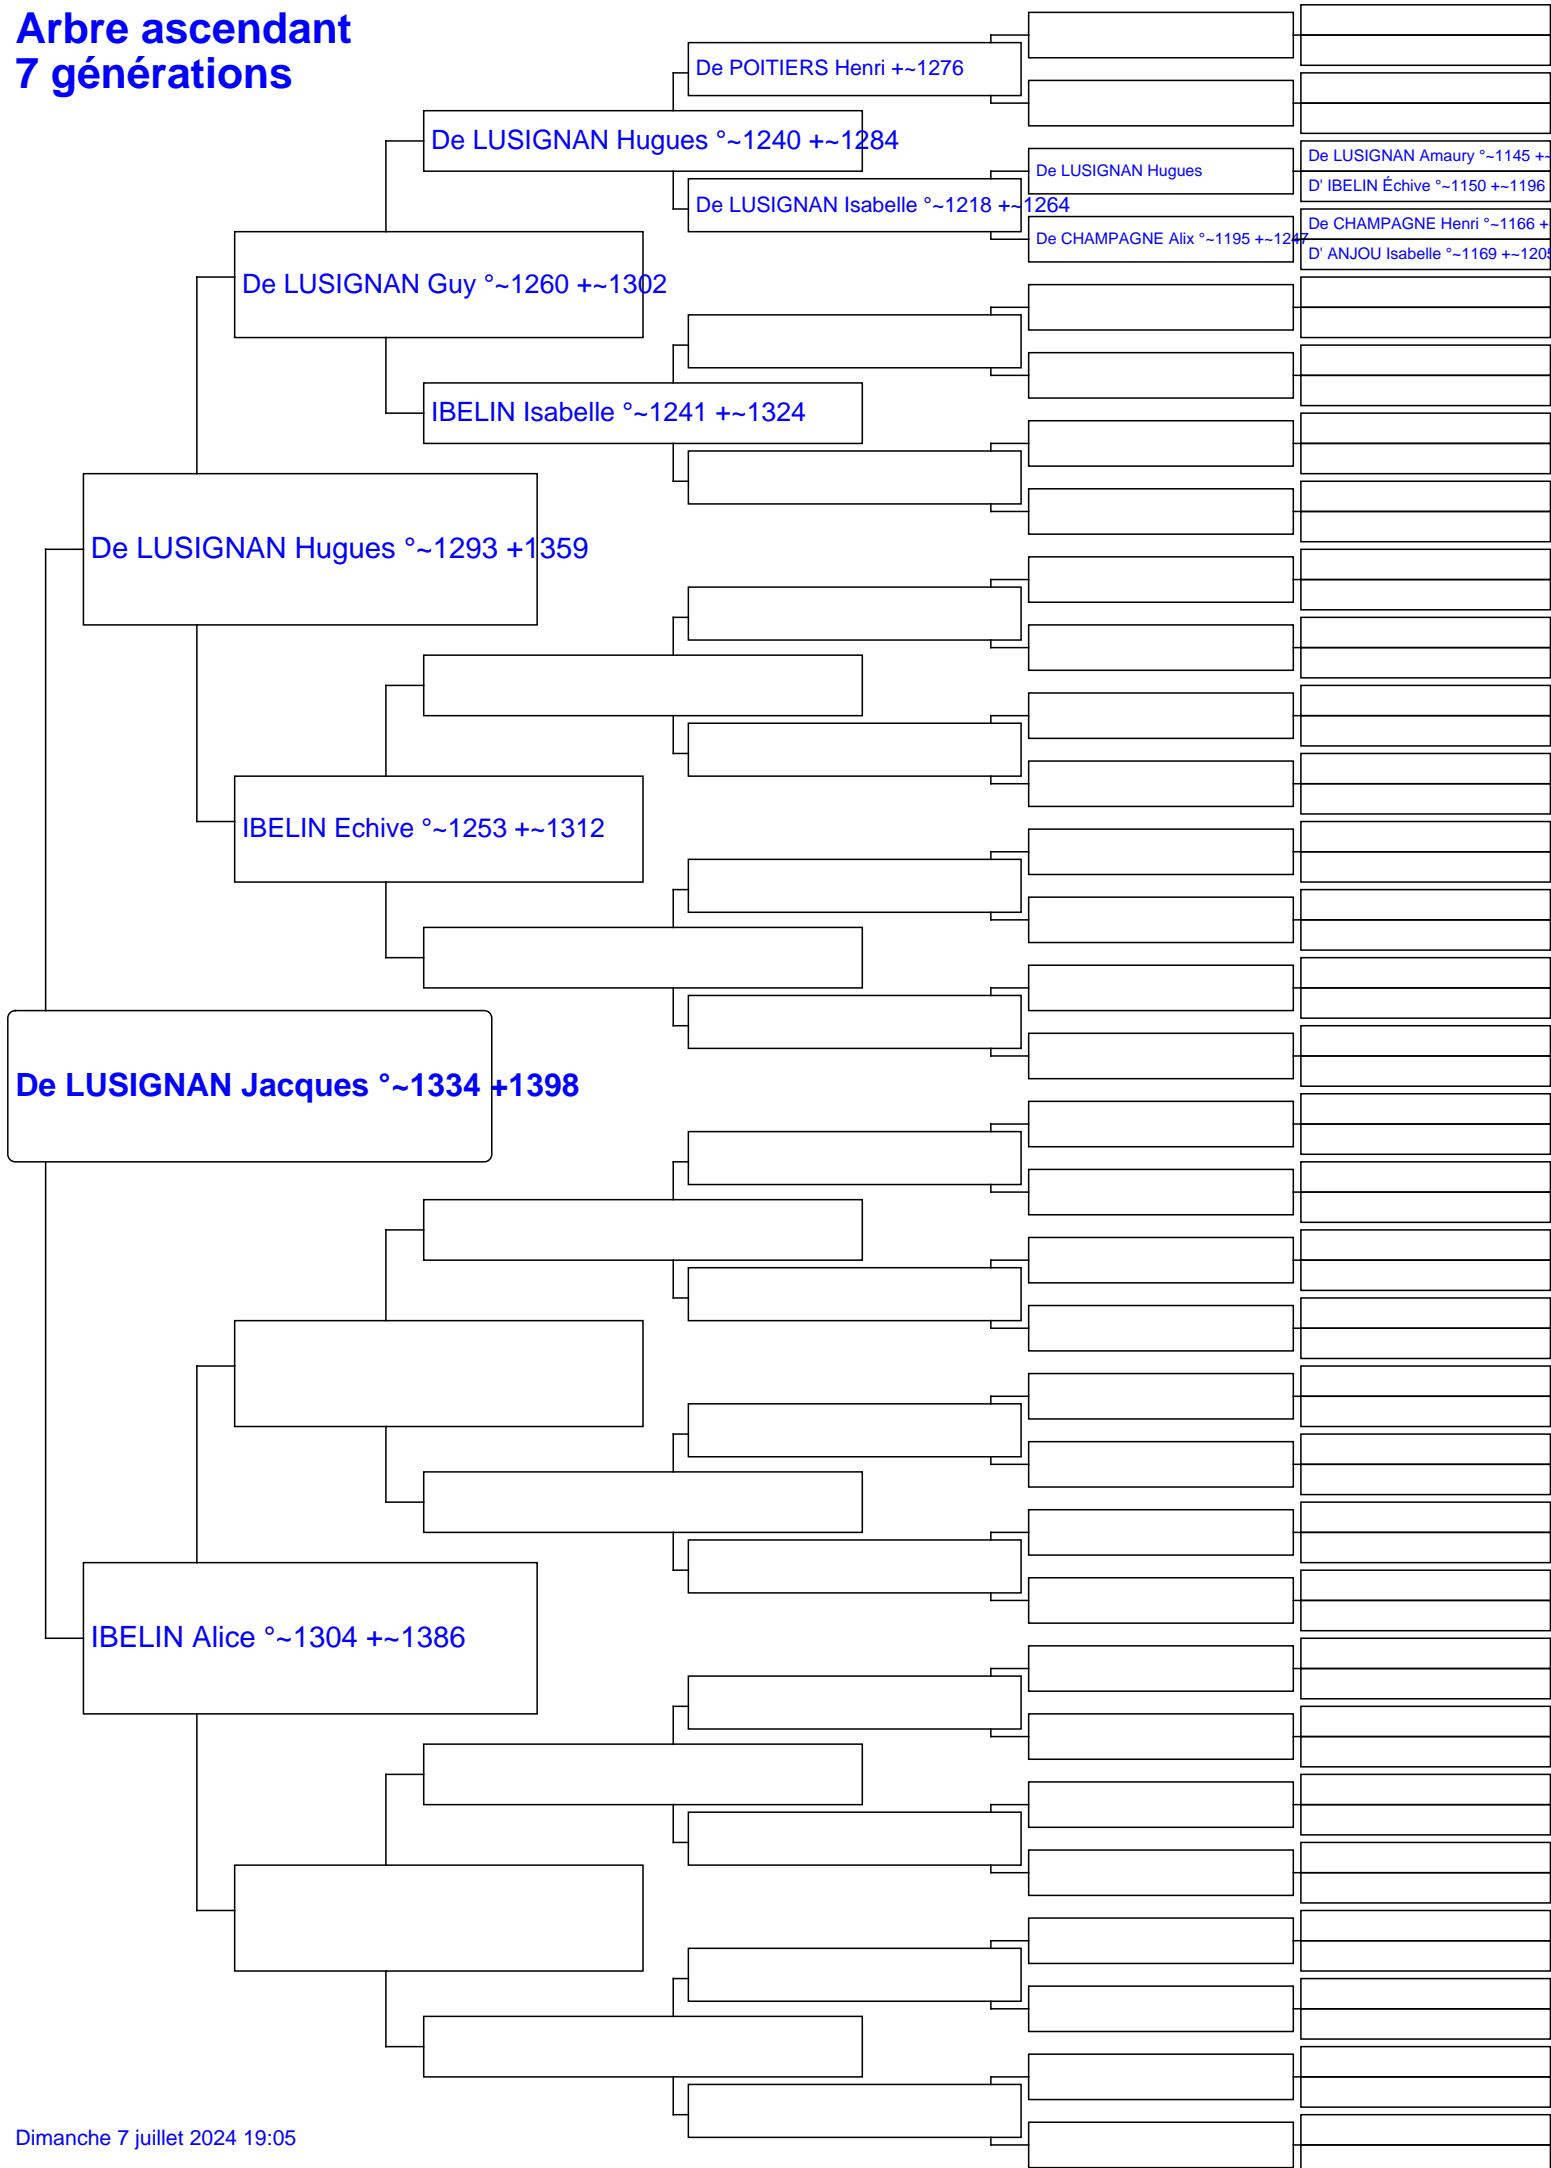 Arbre ascendant
7 générations
De POITIERS Henri +~1276
De LUSIGNAN Hugues °~1240 +~1284
De LUSIGNAN Amaury °~1145 +~
De LUSIGNAN Hugues
D' IBELIN Échive °~1150 +~1196
De LUSIGNAN Isabelle °~1218 +~1264
De CHAMPAGNE Henri °~1166 +
De CHAMPAGNE Alix °~1195 +~1247
D' ANJOU Isabelle °~1169 +~1205
De LUSIGNAN Guy °~1260 +~1302
IBELIN Isabelle °~1241 +~1324
De LUSIGNAN Hugues °~1293 +1359
IBELIN Echive °~1253 +~1312
De LUSIGNAN Jacques °~1334 +1398
IBELIN Alice °~1304 +~1386
Dimanche 7 juillet 2024 19:05